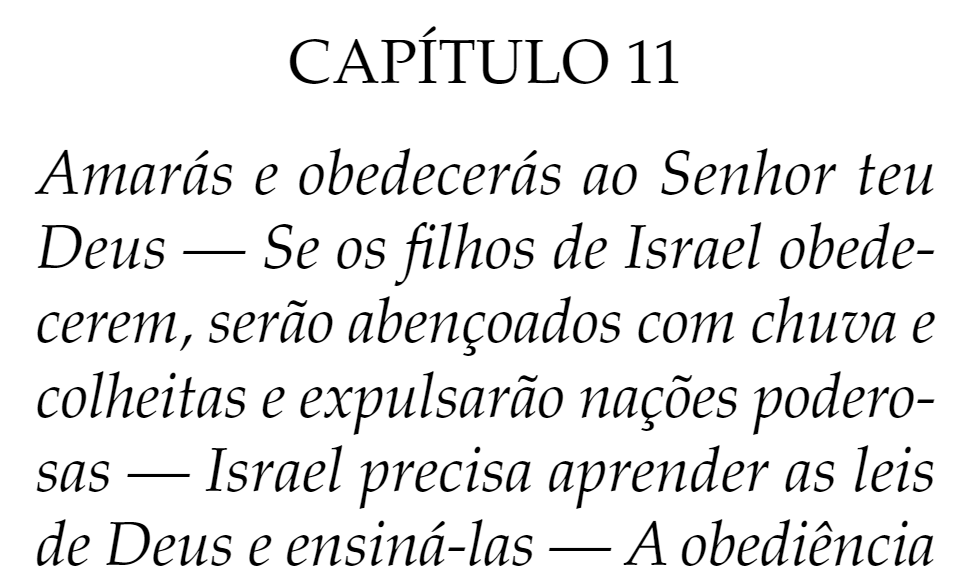 CAPÍTULO 11
Amarás e obedecerás ao Senhor teu
Deus — Se os filhos de Israel obede-
cerem, serão abençoados com chuva e
colheitas e expulsarão nações podero-
sas — Israel precisa aprender as leis
de Deus e ensiná-las — A obediência